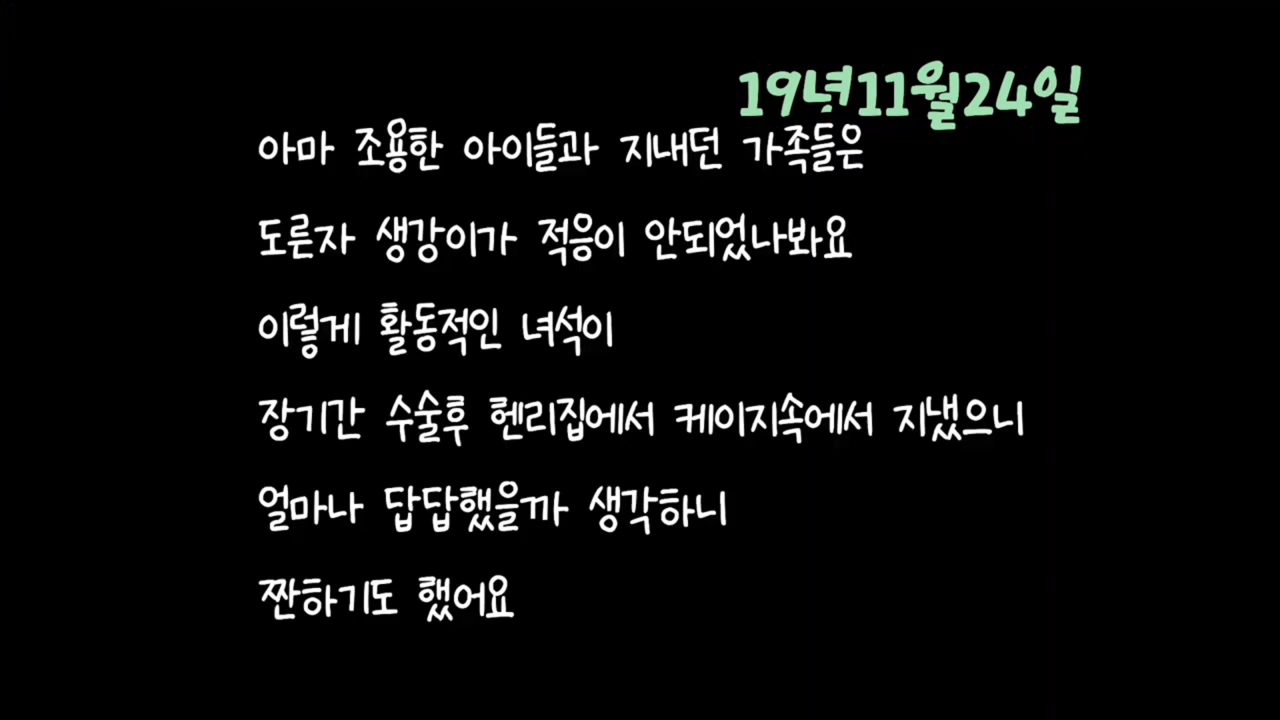 19년11월24일
아마 조용한 아이들과 지내던 가족들은
도른자 생강이가 적응이 안되었나봐요
이렇게 활동적인 녀석이
장기간 수술후 헨리집에서 케이지속에서 지냈으니
얼마나 답답했을까 생각하니
짠하기도 했어요